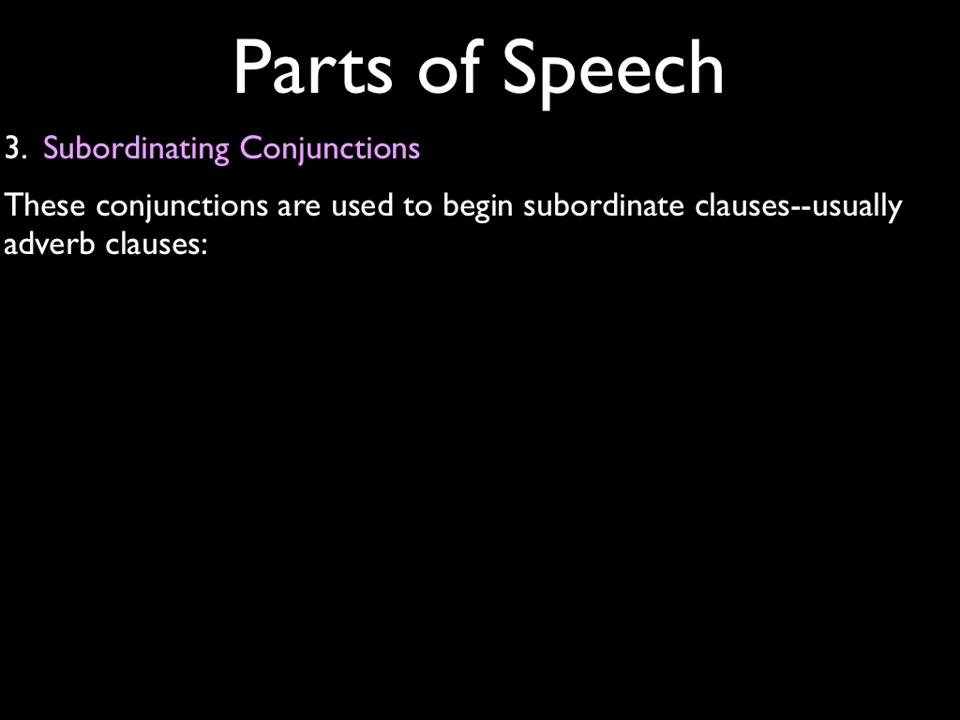 Parts of Speech
3. Subordinating Conjunctions
These conjunctions are used to begin subordinate clauses--usually
adverb clauses: